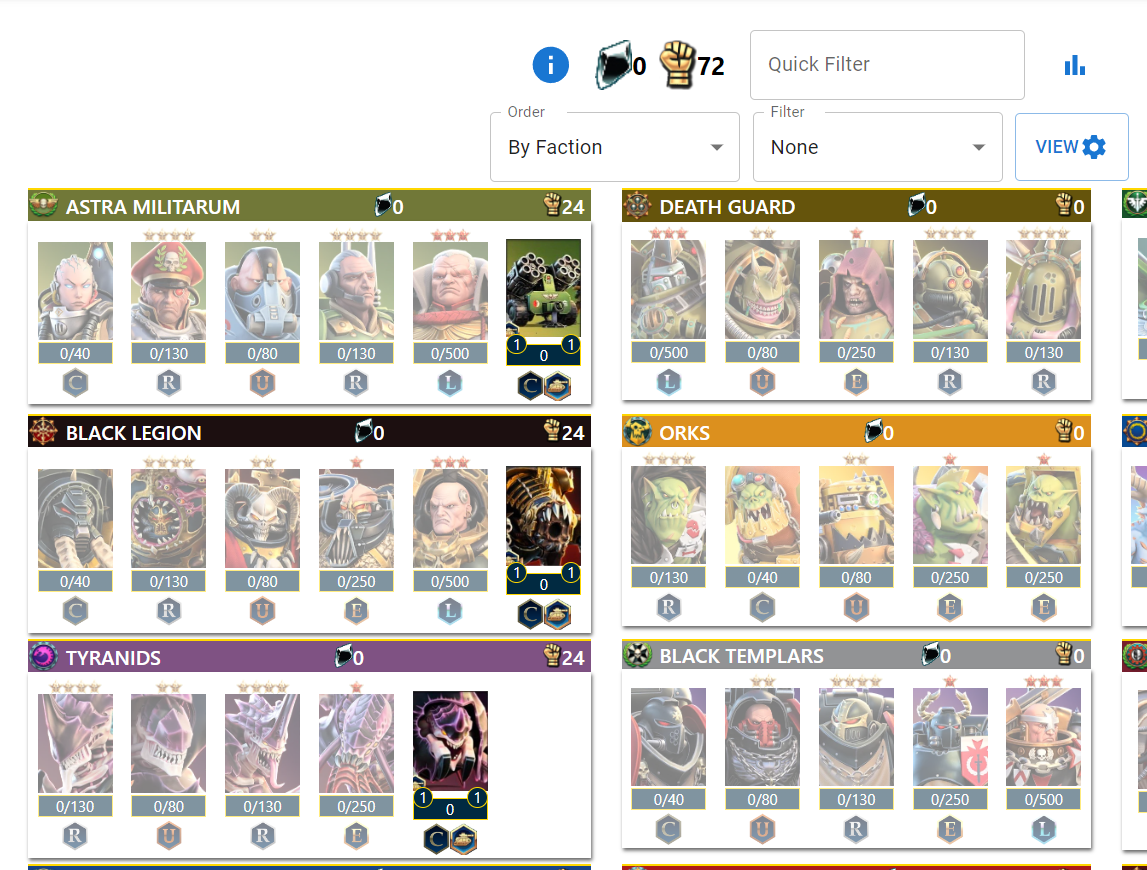 i 0 72 Quick Filter
Order Filter
By Faction None VIEW
ASTRA MILITARUM 0 24
0/40 0/130 0/80 0/130 0/500 1 1 0
C R U R L C
DEATH GUARD 0 0
0/500 0/80 0/250 0/130 0/130
L U E R R
BLACK LEGION 0 24
0/40 0/130 0/80 0/250 0/500 1 1 0
C R U E L C
ORKS 0 0
0/130 0/40 0/80 0/250 0/250
R C U E E
TYRANIDS 0 24
0/130 0/80 0/130 0/250 1 1 0
R U R E C
BLACK TEMPLARS 0 0
0/40 0/80 0/130 0/250 0/500
C U R E L